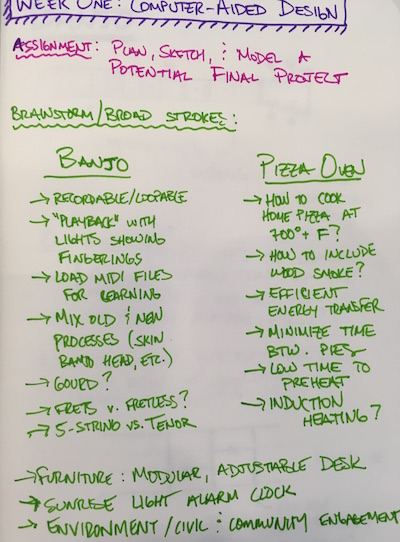 WEEK ONE: COMPUTER-AIDED DESIGN
ASSIGNMENT: PLAN, SKETCH, & MODEL A
POTENTIAL FINAL PROJECT
BRAINSTORM/BROAD STROKES:
BANJO
→ RECORDABLE/LOOPABLE
→ "PLAYBACK" WITH
LIGHTS SHOWING
FINGERINGS
→ LOAD MIDI FILES
FOR LEARNING
→ MIX OLD & NEW
PROCESSES (SKIN
BANJO HEAD, ETC.)
→ GOURD?
→ FRETS V. FRETLESS?
→ 5-STRING VS. TENOR
PIZZA OVEN
→ HOW TO COOK
HOME PIZZA AT
700°+ F?
→ HOW TO INCLUDE
WOOD SMOKE?
→ EFFICIENT
ENERGY TRANSFER
→ MINIMIZE TIME
BTW. PIES
→ LOW TIME TO
PREHEAT
→ INDUCTION
HEATING?
→ FURNITURE: MODULAR, ADJUSTABLE DESK
→ SUNRISE LIGHT ALARM CLOCK
→ ENVIRONMENT/CIVIC & COMMUNITY ENGAGEMENT